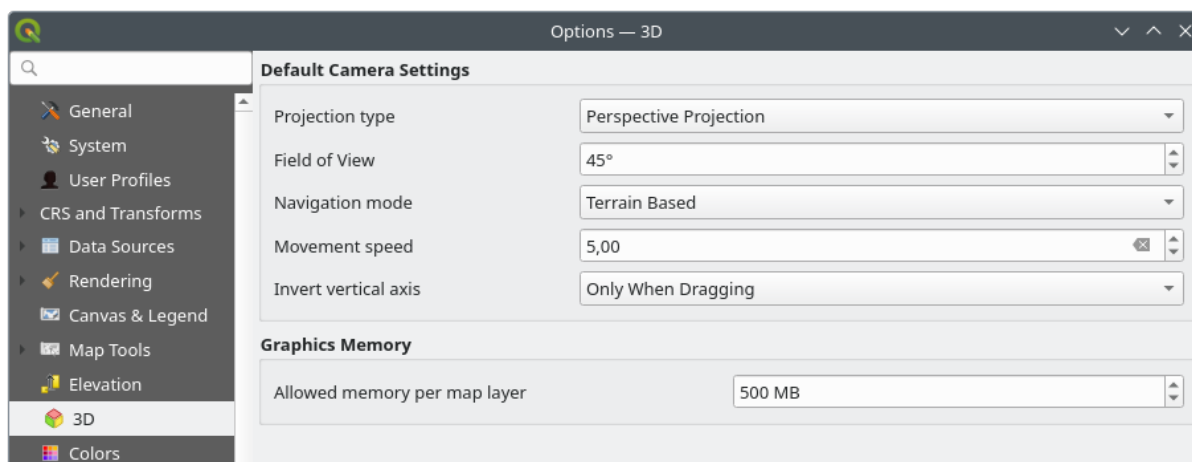 Options — 3D
General
System
User Profiles
CRS and Transforms
Data Sources
Rendering
Canvas & Legend
Map Tools
Elevation
3D
Colors
Default Camera Settings
Projection type Perspective Projection
Field of View 45°
Navigation mode Terrain Based
Movement speed 5,00
Invert vertical axis Only When Dragging
Graphics Memory
Allowed memory per map layer 500 MB